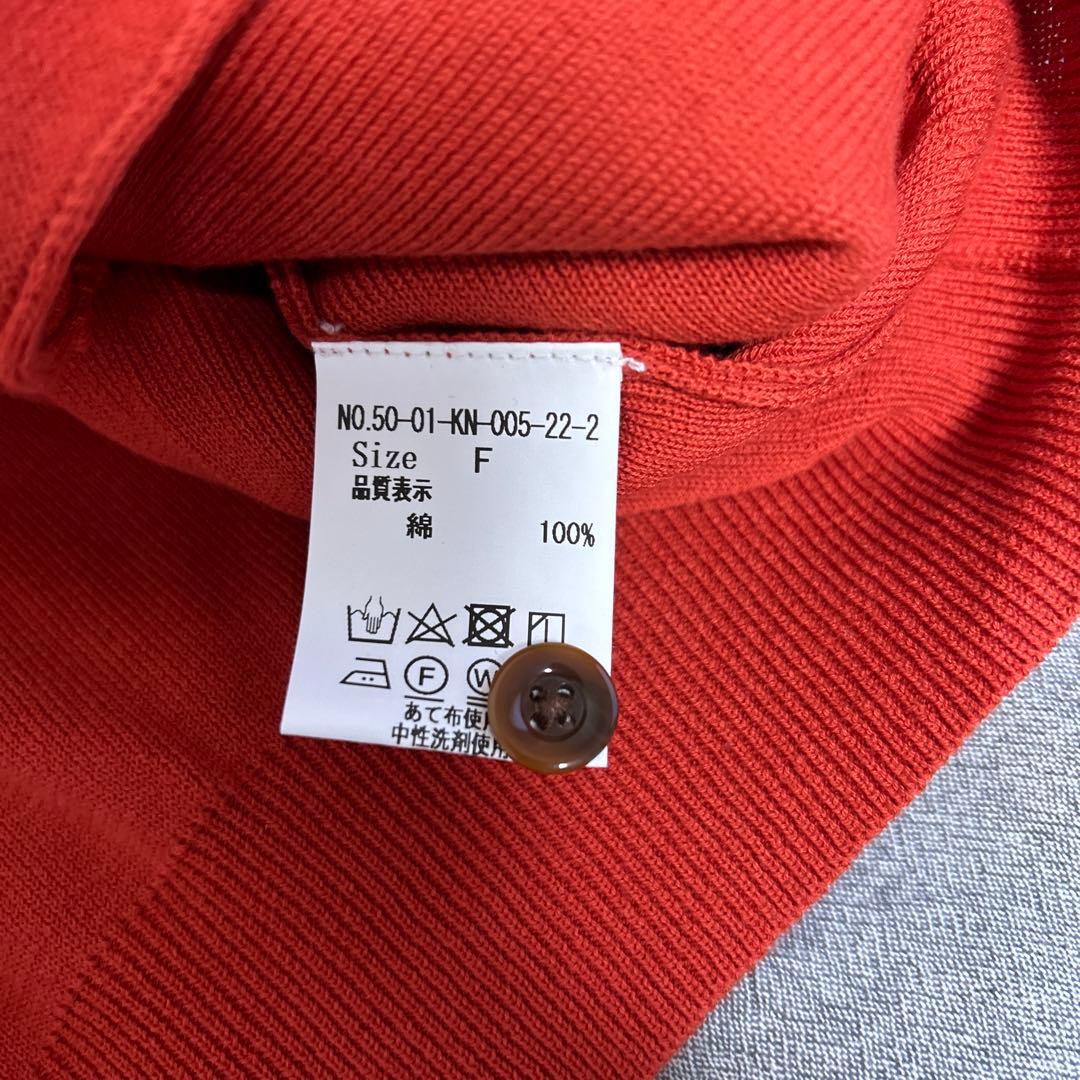 NO.50-01-KN-005-22-2
Size F
品質表示
綿 100%
F W
あて布使
中性洗剤使用